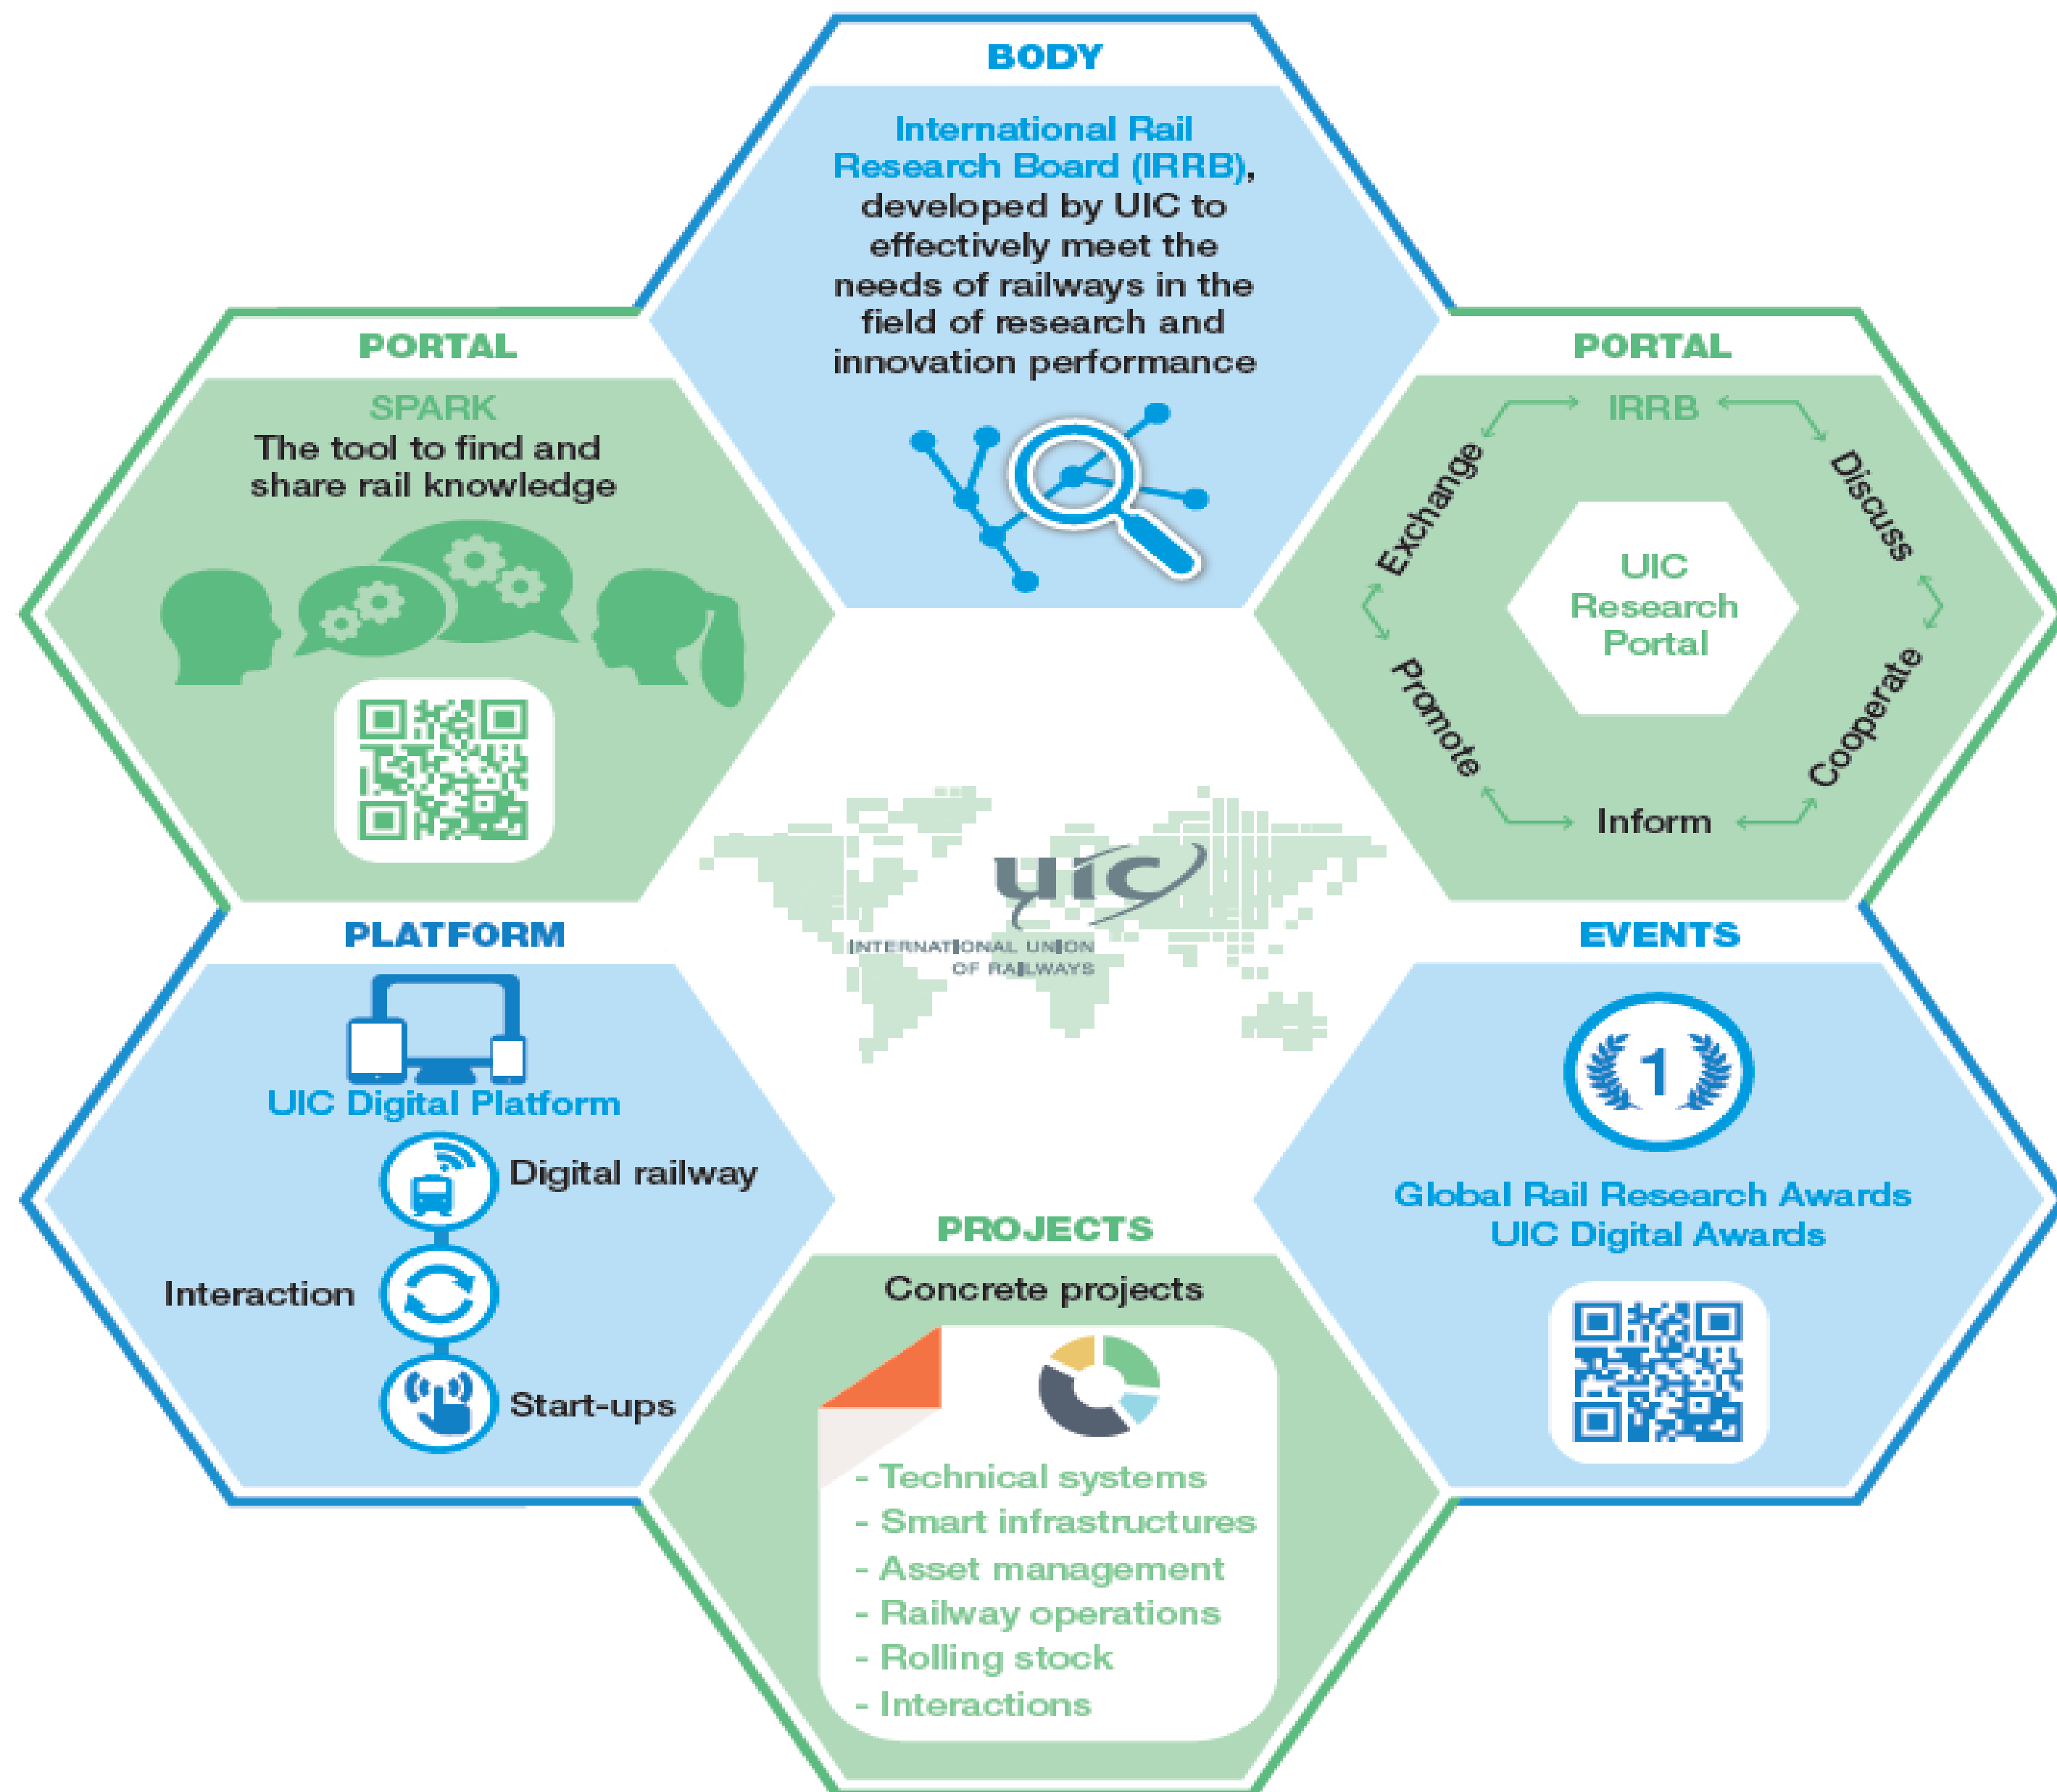 BODY
International Rail
Research Board (IRRB),
developed by UIC to
effectively meet the
needs of railways in the
field of research and
innovation performance
PORTAL
SPARK
The tool to find and
share rail knowledge
PORTAL
IRRB
Discuss
Cooperate
Inform
Promote
Exchange
UIC
Research
Portal
uic
INTERNATIONAL UNION
OF RAILWAYS
PLATFORM
UIC Digital Platform
Digital railway
Interaction
Start-ups
EVENTS
1
Global Rail Research Awards
UIC Digital Awards
PROJECTS
Concrete projects
- Technical systems
- Smart infrastructures
- Asset management
- Railway operations
- Rolling stock
- Interactions